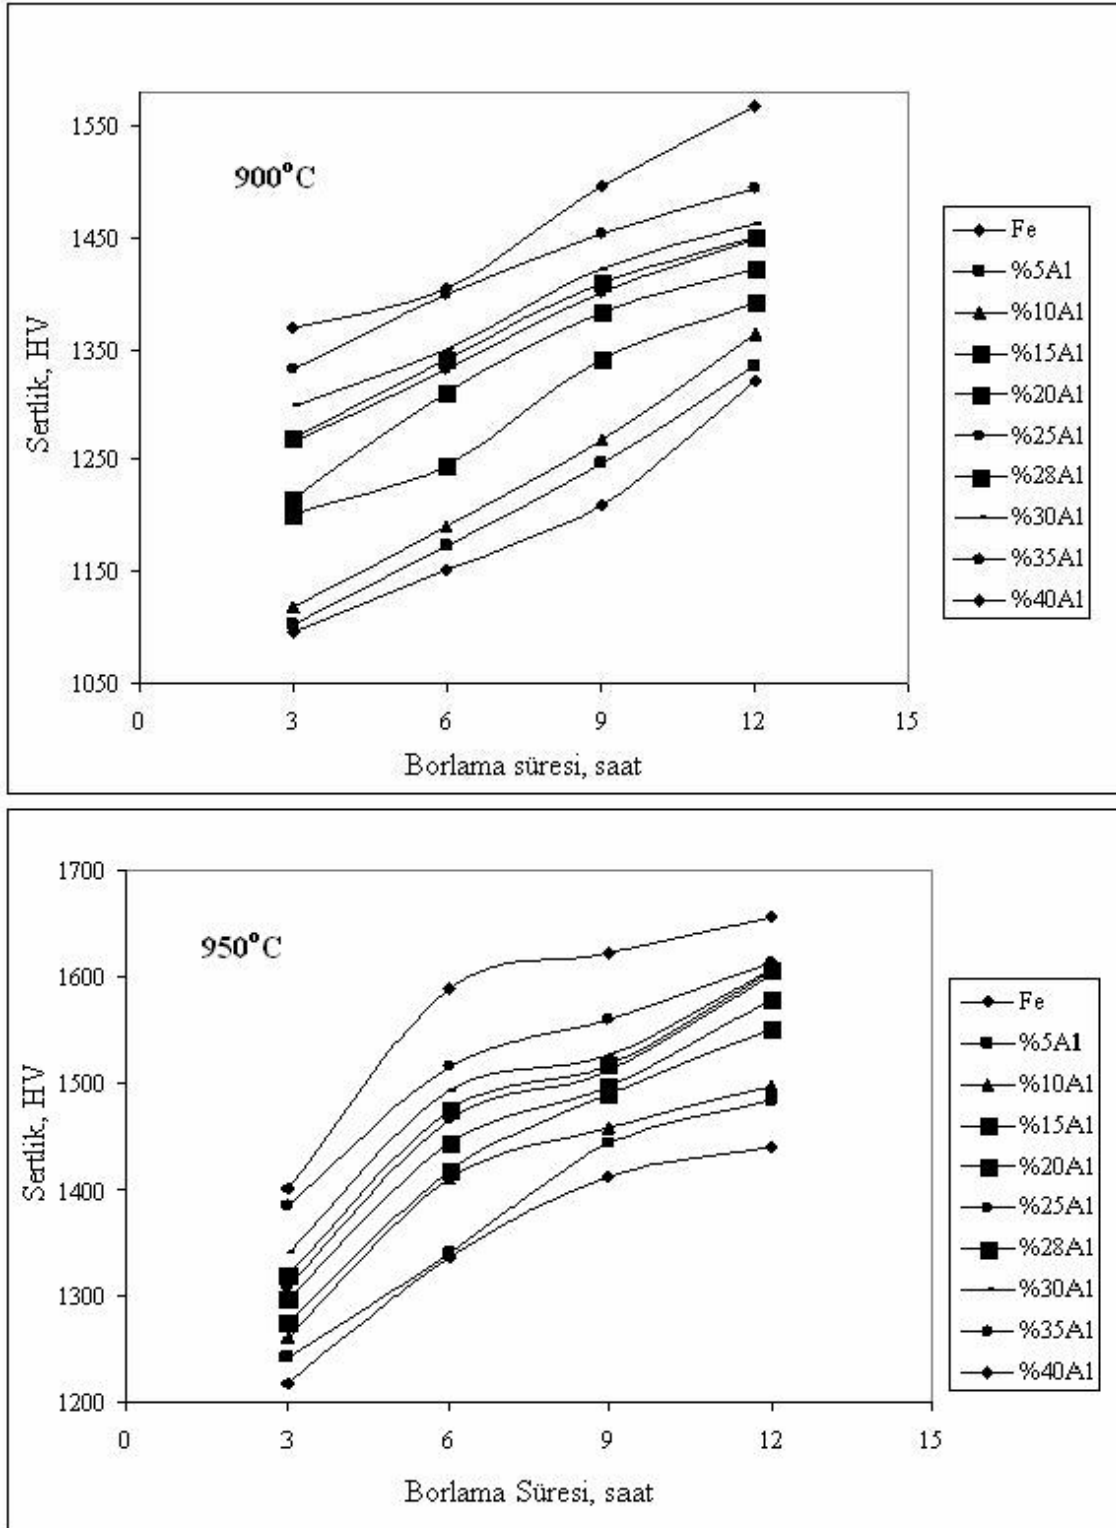 900°C
Sertlik, HV
1550
1450
1350
1250
1150
1050
0 3 6 9 12 15
Borlama süresi, saat
Fe
%5Al
%10Al
%15Al
%20Al
%25Al
%28Al
%30Al
%35Al
%40Al
950°C
Sertlik, HV
1700
1600
1500
1400
1300
1200
0 3 6 9 12 15
Borlama Süresi, saat
Fe
%5Al
%10Al
%15Al
%20Al
%25Al
%28Al
%30Al
%35Al
%40Al